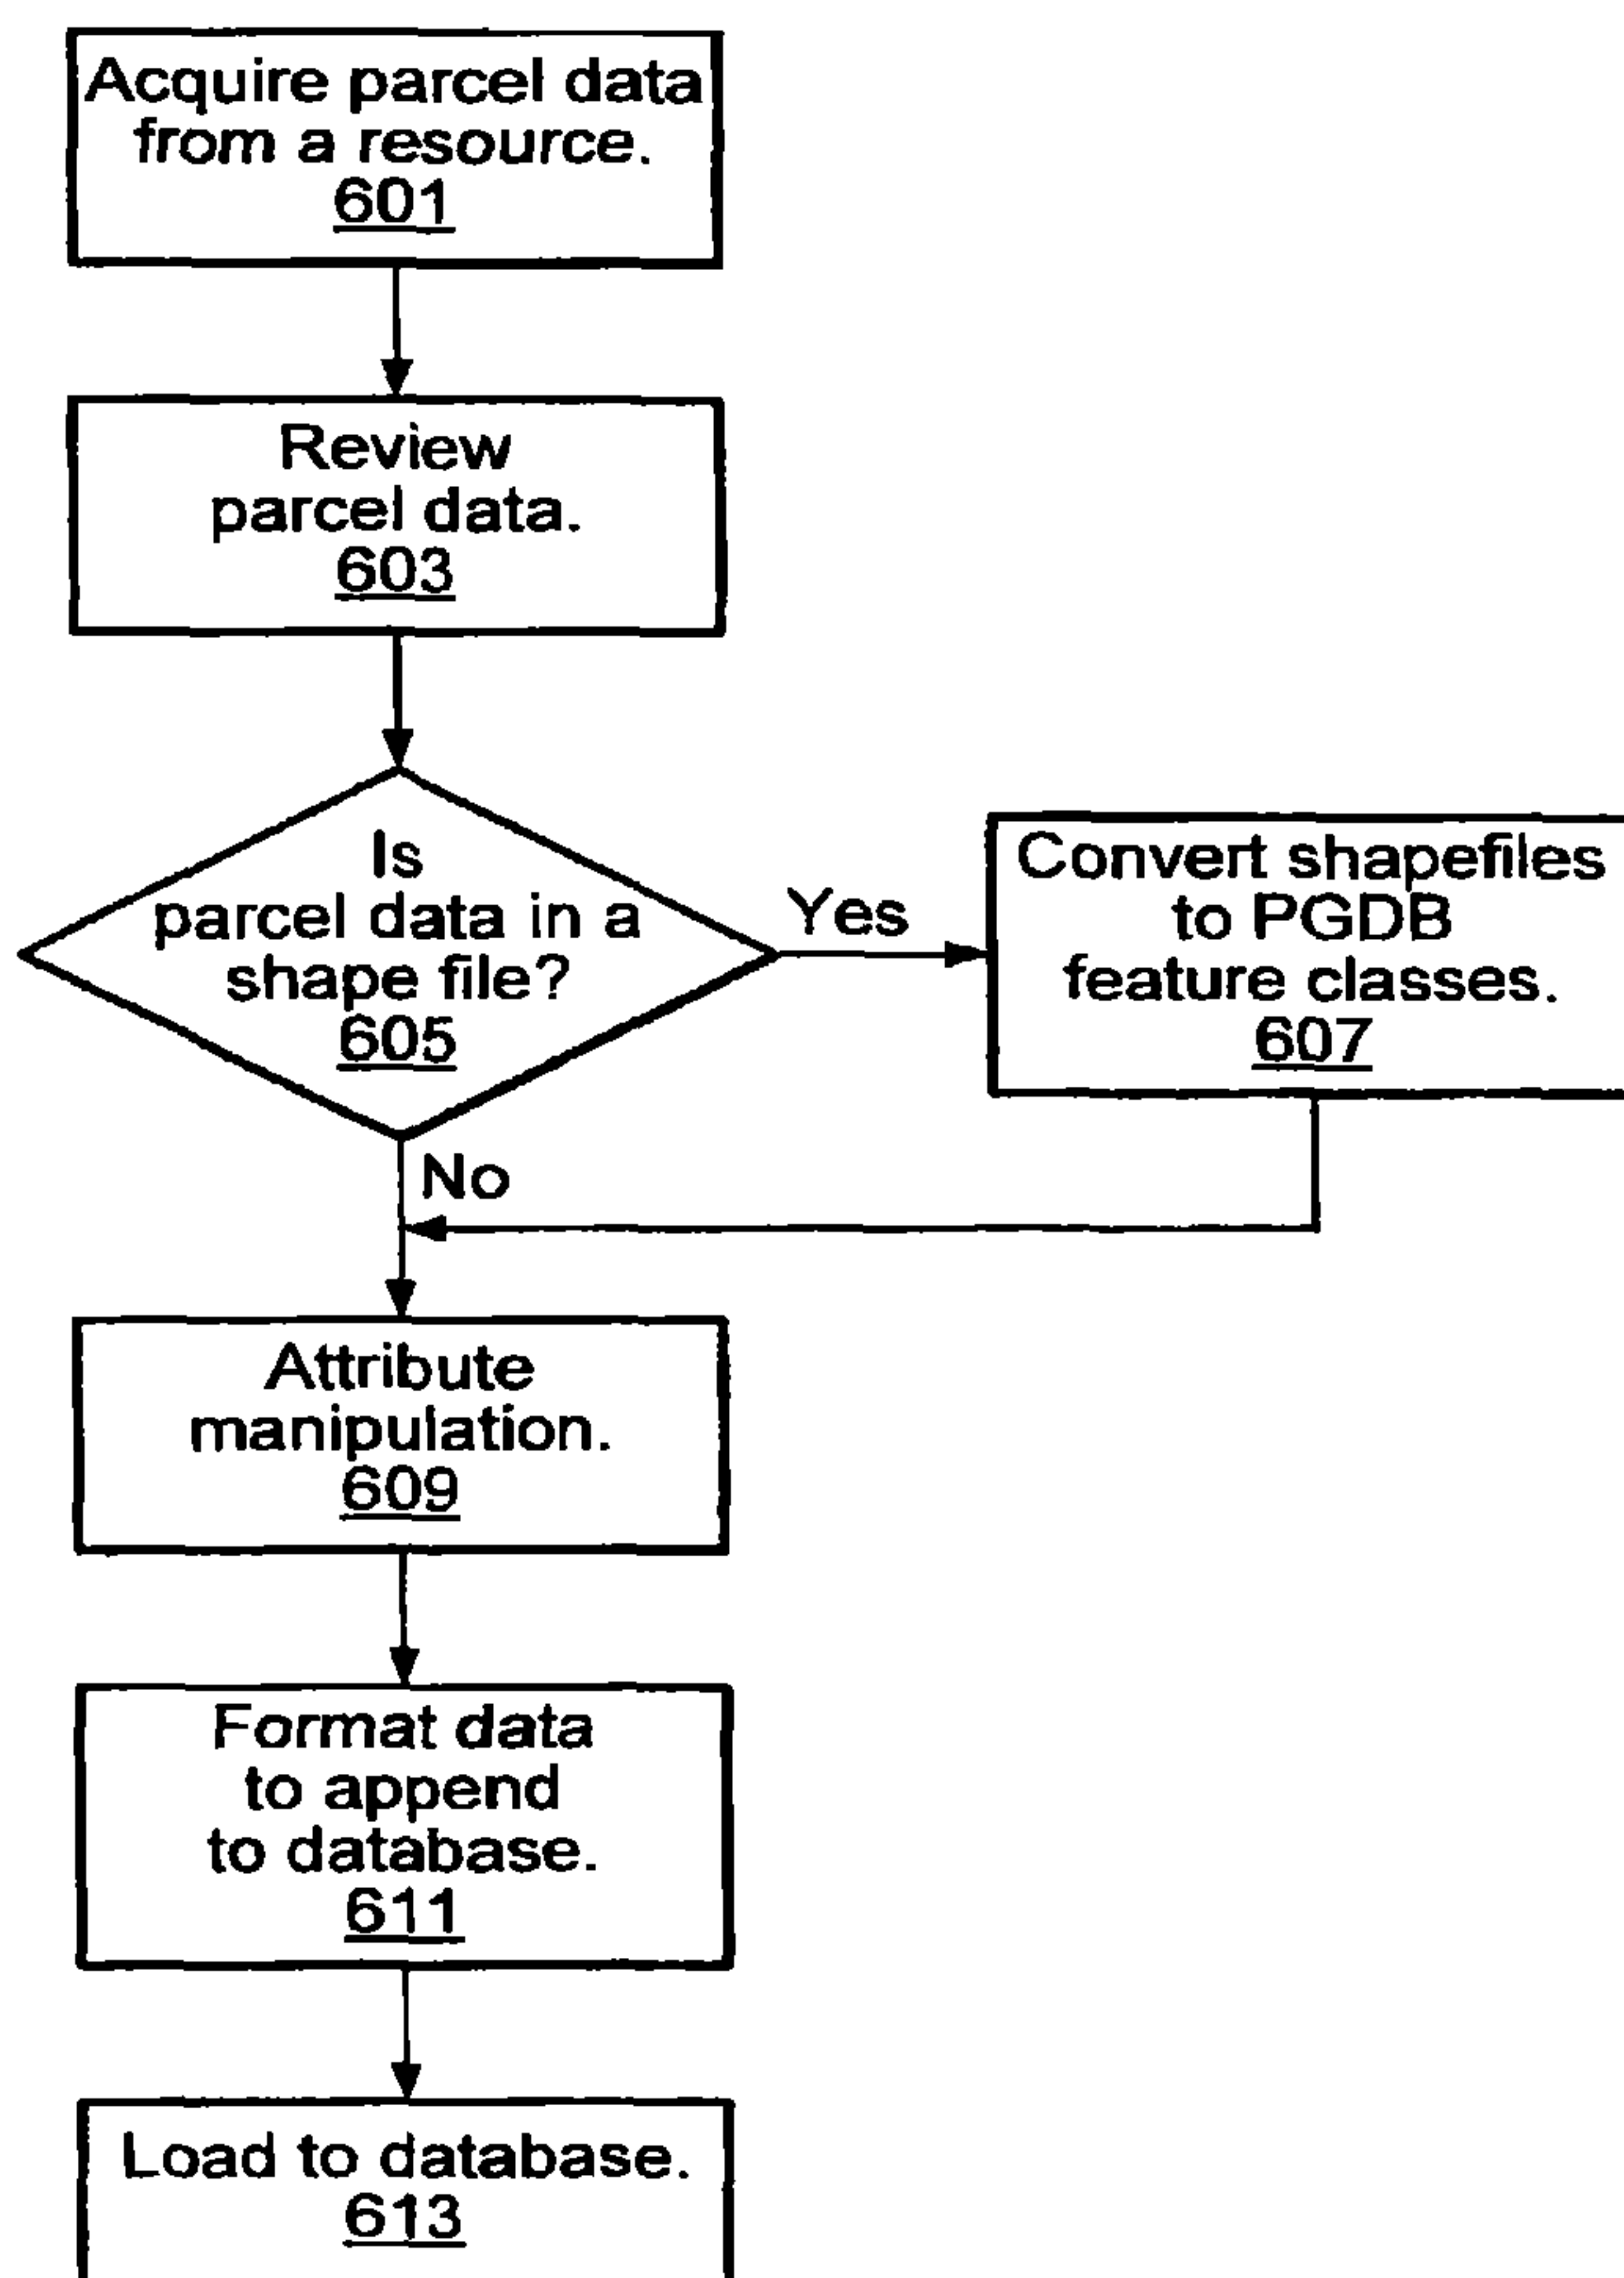 Acquire parcel data
from a resource.
601
Review
parcel data.
603
Is
parcel data in a
shape file?
605
Yes
Convert shapefiles
to PGDB
feature classes.
607
No
Attribute
manipulation.
609
Format data
to append
to database.
611
Load to database.
613